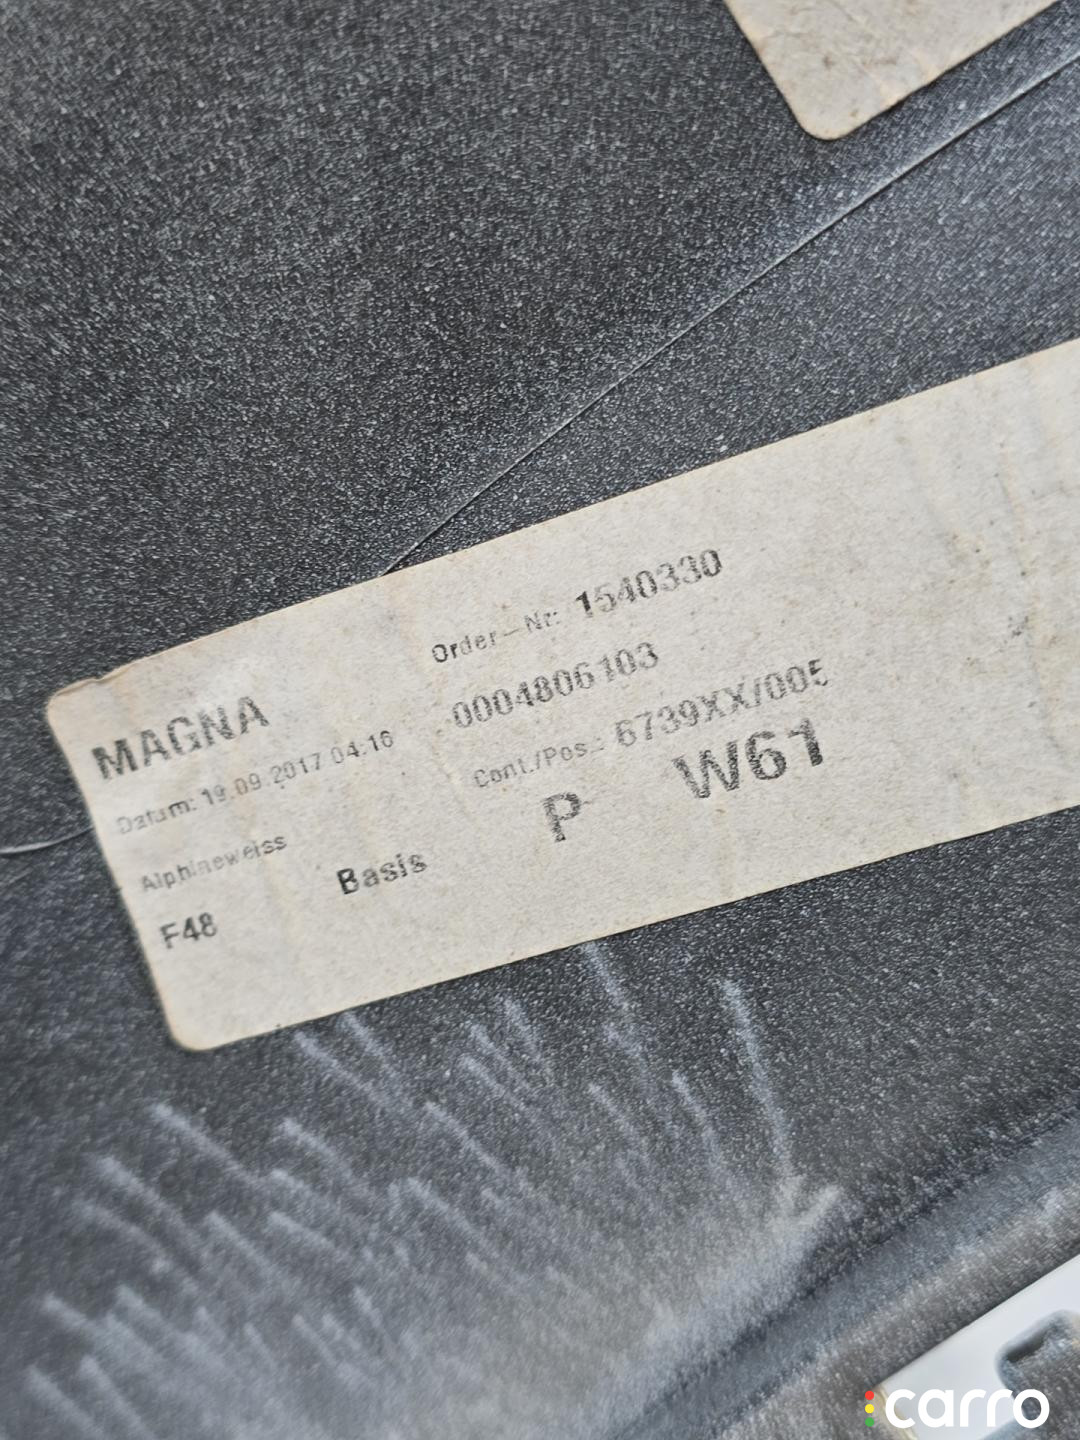 Order-Nr: 1540330
MAGNA 0004806103
Datum: 19.09.2017 04:16 Cont./Pos.: 6739XX/005
Alphineweiss P W61
F48 Basis
carro